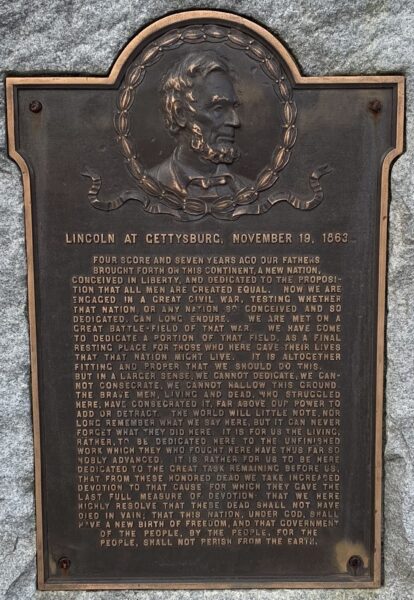 LINCOLN AT GETTYSBURG, NOVEMBER 19, 1863
FOUR SCORE AND SEVEN YEARS AGO OUR FATHERS
BROUGHT FORTH ON THIS CONTINENT, A NEW NATION,
CONCEIVED IN LIBERTY, AND DEDICATED TO THE PROPOSI-
TION THAT ALL MEN ARE CREATED EQUAL. NOW WE ARE
ENGAGED IN A GREAT CIVIL WAR, TESTING WHETHER
THAT NATION, OR ANY NATION SO CONCEIVED AND SO
DEDICATED, CAN LONG ENDURE. WE ARE MET ON A
GREAT BATTLE-FIELD OF THAT WAR. WE HAVE COME
TO DEDICATE A PORTION OF THAT FIELD, AS A FINAL
RESTING PLACE FOR THOSE WHO HERE GAVE THEIR LIVES
THAT THAT NATION MIGHT LIVE. IT IS ALTOGETHER
FITTING AND PROPER THAT WE SHOULD DO THIS.
BUT IN A LARGER SENSE, WE CANNOT DEDICATE, WE CAN-
NOT CONSECRATE, WE CANNOT HALLOW THIS GROUND.
THE BRAVE MEN, LIVING AND DEAD, WHO STRUGGLED
HERE, HAVE CONSECRATED IT, FAR ABOVE OUR POWER TO
ADD OR DETRACT. THE WORLD WILL LITTLE NOTE, NOR
LONG REMEMBER WHAT WE SAY HERE, BUT IT CAN NEVER
FORGET WHAT THEY DID HERE. IT IS FOR US THE LIVING,
RATHER, TO BE DEDICATED HERE TO THE UNFINISHED
WORK WHICH THEY WHO FOUGHT HERE HAVE THUS FAR SO
NOBLY ADVANCED. IT IS RATHER FOR US TO BE HERE
DEDICATED TO THE GREAT TASK REMAINING BEFORE US,
THAT FROM THESE HONORED DEAD WE TAKE INCREASED
DEVOTION TO THAT CAUSE FOR WHICH THEY GAVE THE
LAST FULL MEASURE OF DEVOTION; THAT WE HERE
HIGHLY RESOLVE THAT THESE DEAD SHALL NOT HAVE
DIED IN VAIN; THAT THIS NATION, UNDER GOD, SHALL
HAVE A NEW BIRTH OF FREEDOM, AND THAT GOVERNMENT
OF THE PEOPLE, BY THE PEOPLE, FOR THE
PEOPLE, SHALL NOT PERISH FROM THE EARTH.